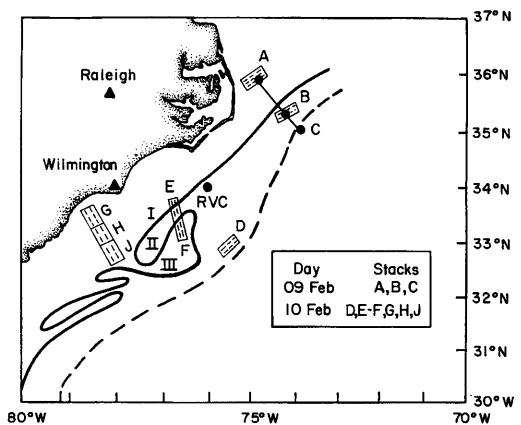 37°N
A
Raleigh
36°N
B
C
35°N
Wilmington
34°N
E
RVC
G
I
H
D
II
F
J
III
33°N
Day Stacks
09 Feb A,B,C
10 Feb D,E-F,G,H,J
32°N
31°N
30°N
80°W 75°W 70°W